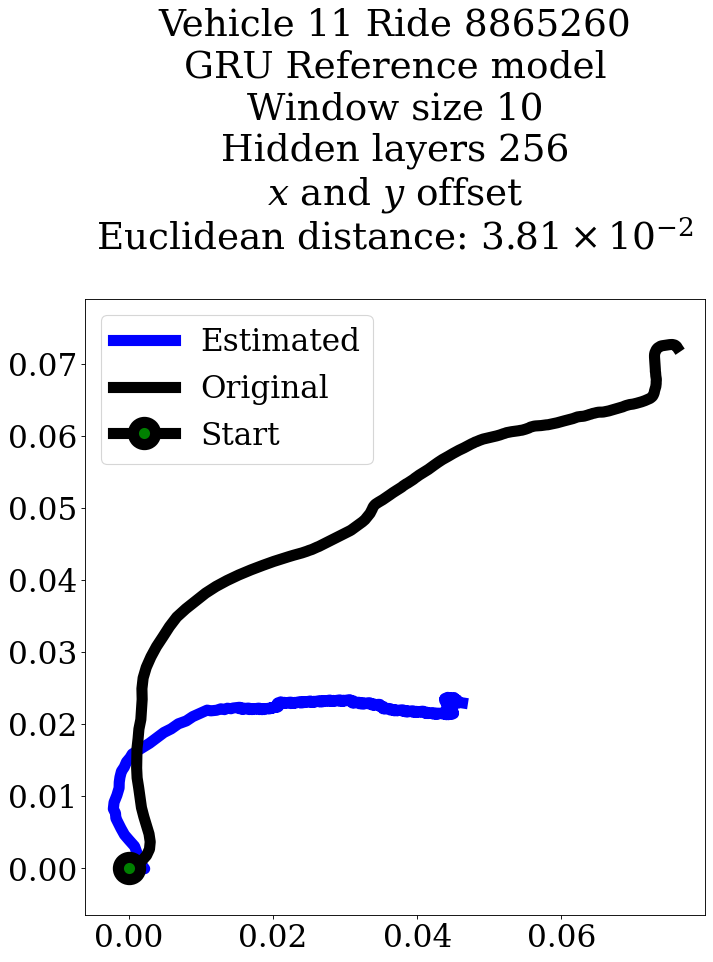 Vehicle 11 Ride 8865260
GRU Reference model
Window size 10
Hidden layers 256
x and y offset
Euclidean distance: 3.81 × 10⁻²
Estimated
Original
Start
0.07
0.06
0.05
0.04
0.03
0.02
0.01
0.00
0.00 0.02 0.04 0.06